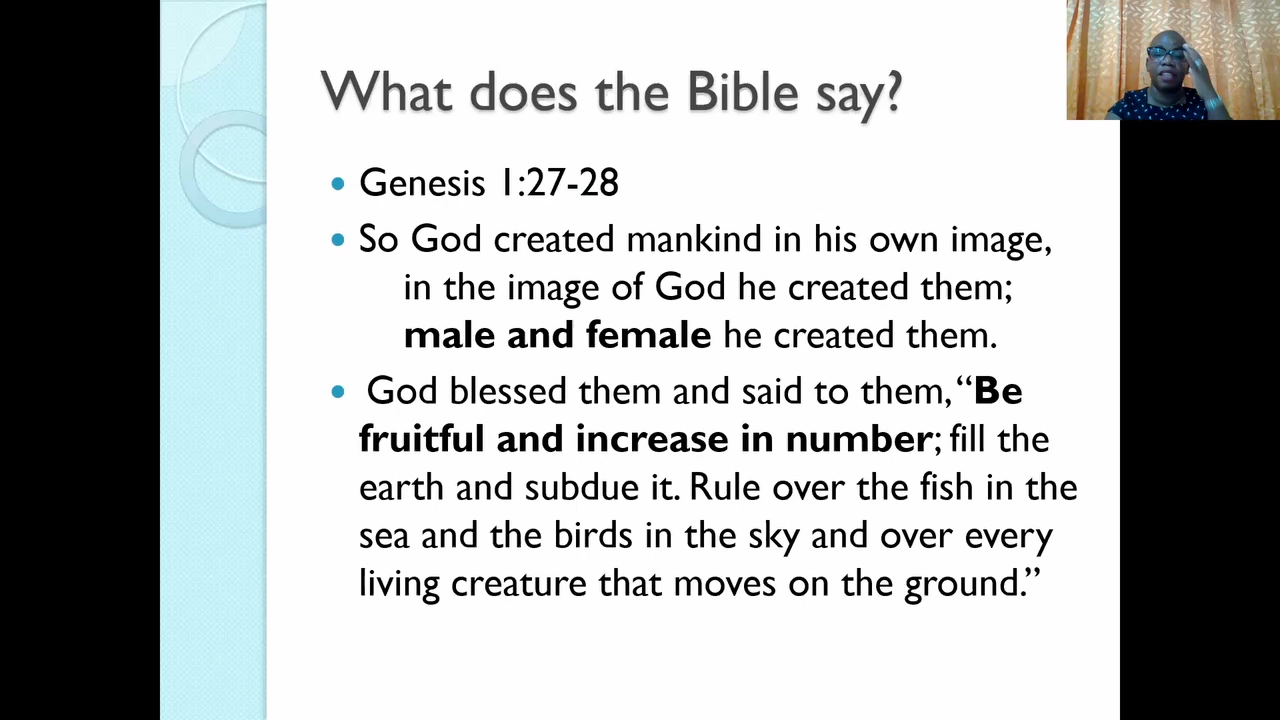 What does the Bible say?
• Genesis 1:27-28
• So God created mankind in his own image,
in the image of God he created them;
male and female he created them.
• God blessed them and said to them, “Be
fruitful and increase in number; fill the
earth and subdue it. Rule over the fish in the
sea and the birds in the sky and over every
living creature that moves on the ground.”